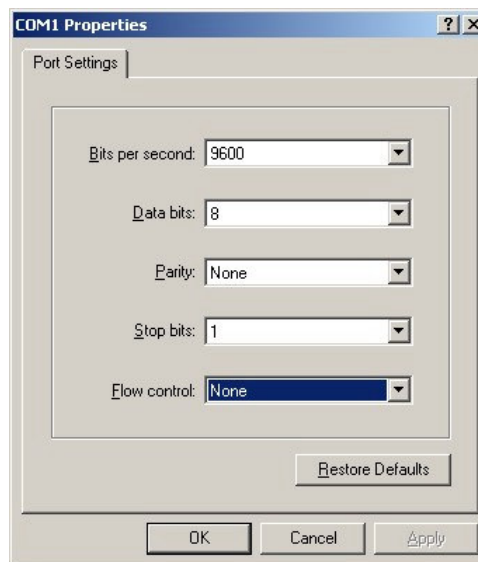 COM1 Properties
Port Settings
Bits per second: 9600
Data bits: 8
Parity: None
Stop bits: 1
Flow control: None
Restore Defaults
OK Cancel Apply